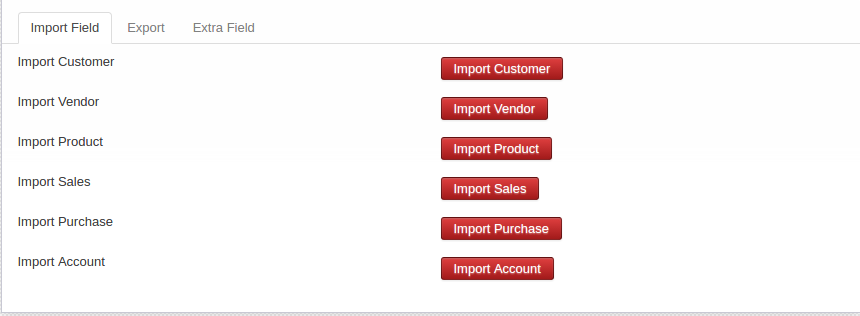 Import Field Export Extra Field
Import Customer Import Customer
Import Vendor Import Vendor
Import Product Import Product
Import Sales Import Sales
Import Purchase Import Purchase
Import Account Import Account